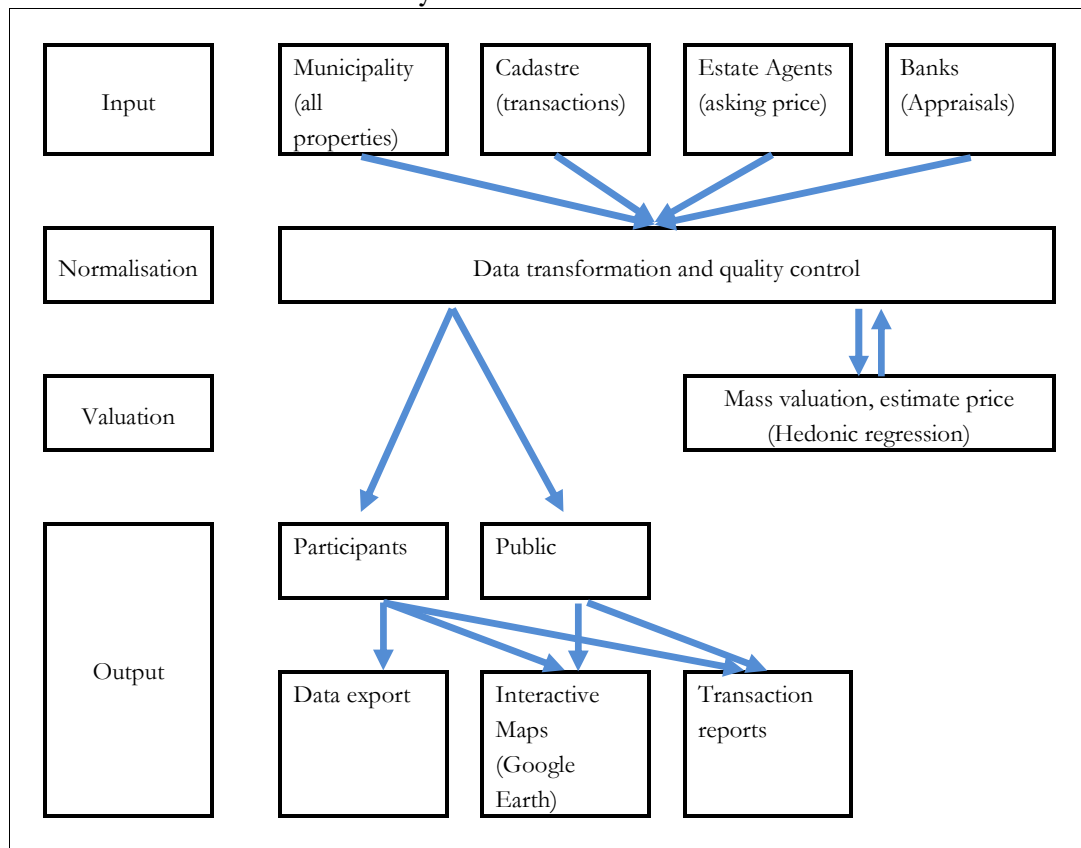 Input
Municipality
(all
properties)
Cadastre
(transactions)
Estate Agents
(asking price)
Banks
(Appraisals)
Normalisation
Data transformation and quality control
Valuation
Mass valuation, estimate price
(Hedonic regression)
Output
Participants
Public
Data export
Interactive
Maps
(Google
Earth)
Transaction
reports